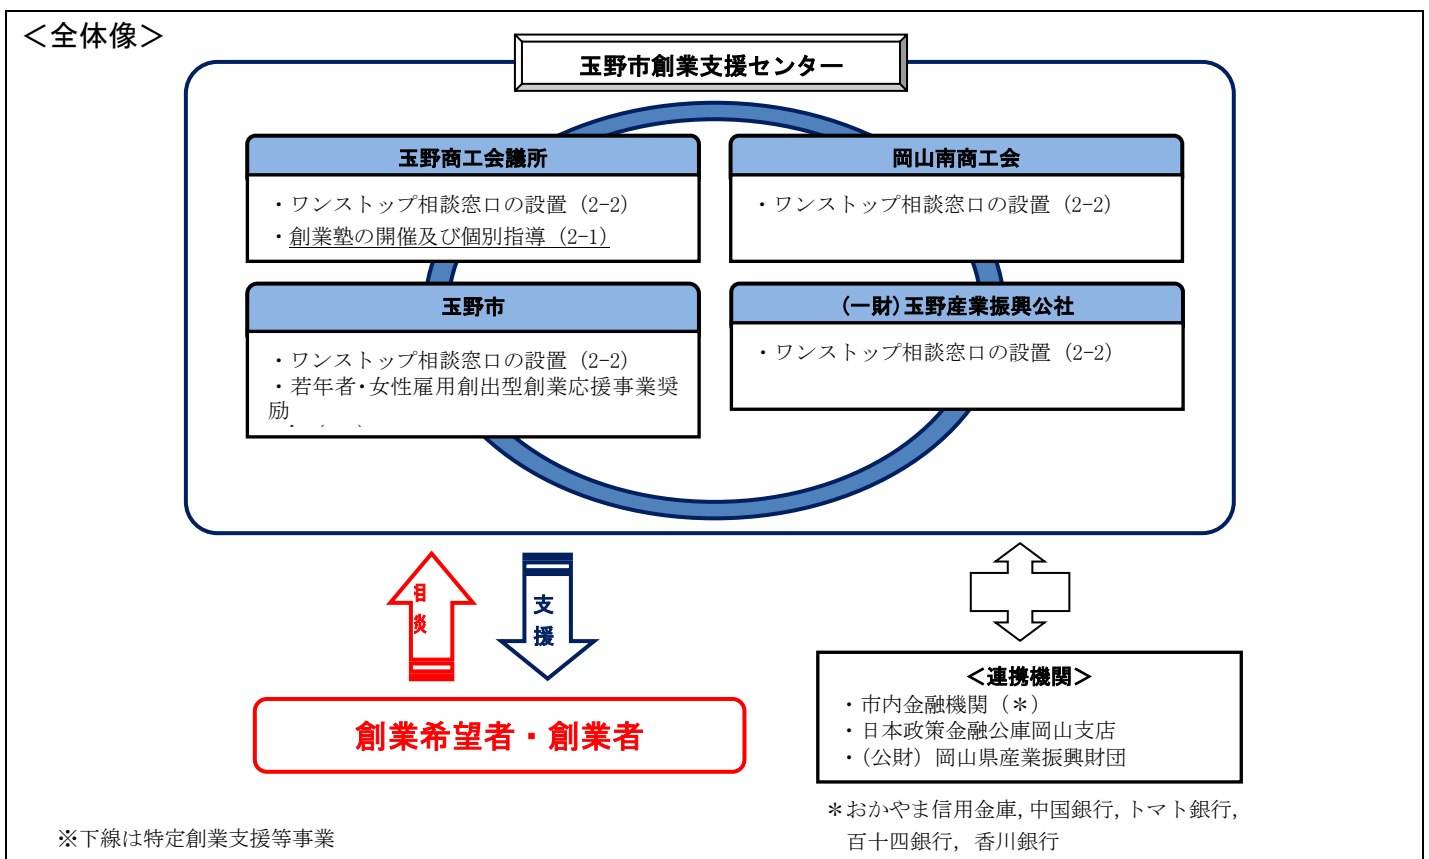 ＜全体像＞
玉野市創業支援センター
玉野商工会議所
・ワンストップ相談窓口の設置（2-2）
・創業塾の開催及び個別指導（2-1）
岡山南商工会
・ワンストップ相談窓口の設置（2-2）
玉野市
・ワンストップ相談窓口の設置（2-2）
・若年者・女性雇用創出型創業応援事業奨
励
(一財)玉野産業振興公社
・ワンストップ相談窓口の設置（2-2）
相
談
支
援
創業希望者・創業者
＜連携機関＞
・市内金融機関（＊）
・日本政策金融公庫岡山支店
・（公財）岡山県産業振興財団
＊おかやま信用金庫,中国銀行,トマト銀行,
百十四銀行，香川銀行
※下線は特定創業支援等事業